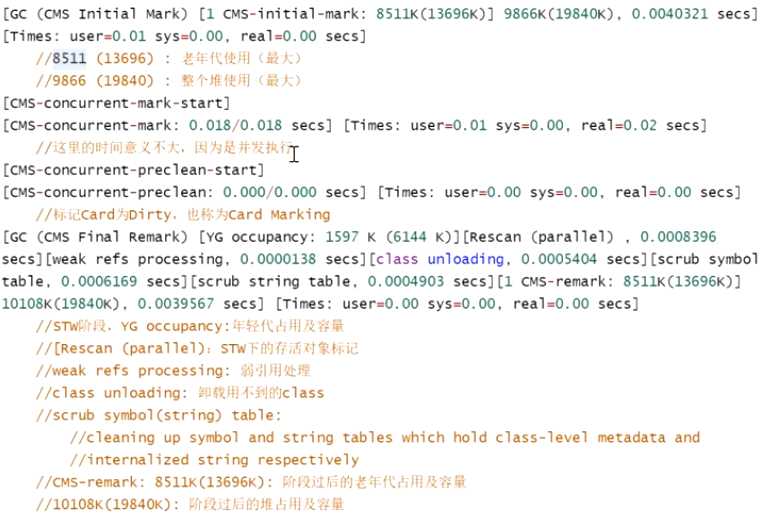 [GC (CMS Initial Mark) [1 CMS-initial-mark: 8511K(13696K)] 9866K(19840K), 0.0040321 secs]
[Times: user=0.01 sys=0.00, real=0.00 secs]
//8511 (13696) : 老年代使用（最大）
//9866 (19840) : 整个堆使用（最大）
[CMS-concurrent-mark-start]
[CMS-concurrent-mark: 0.018/0.018 secs] [Times: user=0.01 sys=0.00, real=0.02 secs]
//这里的时间意义不大，因为是并发执行
[CMS-concurrent-preclean-start]
[CMS-concurrent-preclean: 0.000/0.000 secs] [Times: user=0.00 sys=0.00, real=0.00 secs]
//标记Card为Dirty，也称为Card Marking
[GC (CMS Final Remark) [YG occupancy: 1597 K (6144 K)][Rescan (parallel) , 0.0008396
secs][weak refs processing, 0.0000138 secs][class unloading, 0.0005404 secs][scrub symbol
table, 0.0006169 secs][scrub string table, 0.0004903 secs][1 CMS-remark: 8511K(13696K)]
10108K(19840K), 0.0039567 secs] [Times: user=0.00 sys=0.00, real=0.00 secs]
//STW阶段，YG occupancy:年轻代占用及容量
//[Rescan (parallel)：STW下的存活对象标记
//weak refs processing: 弱引用处理
//class unloading: 卸载用不到的class
//scrub symbol(string) table:
//cleaning up symbol and string tables which hold class-level metadata and
//internalized string respectively
//CMS-remark: 8511K(13696K): 阶段过后的老年代占用及容量
//10108K(19840K): 阶段过后的堆占用及容量